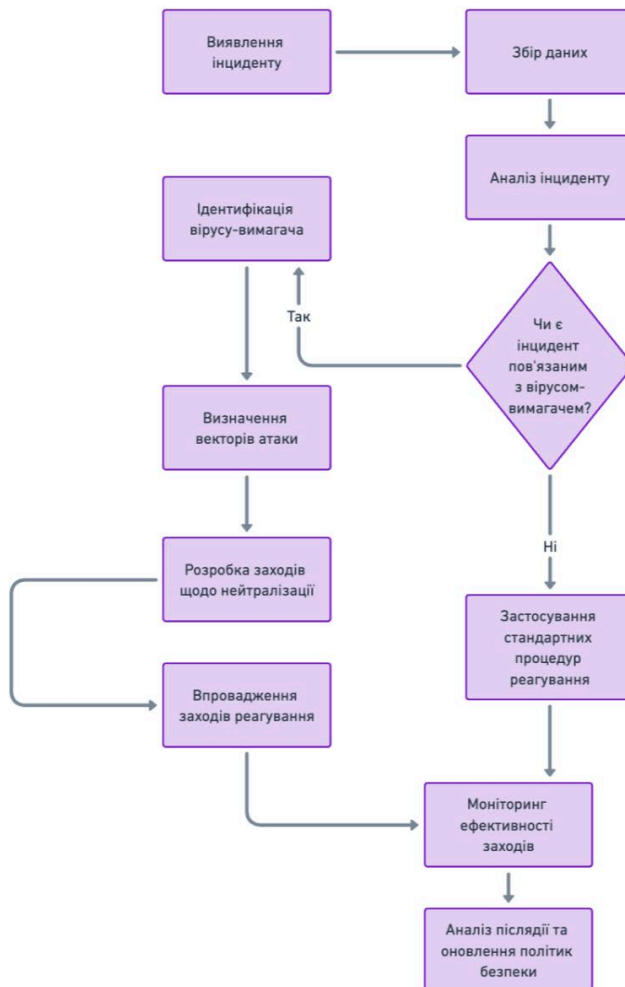 Виявлення
інциденту
Збір даних
Аналіз інциденту
Ідентифікація
вірусу-вимагача
Так
Чи є
інцидент
пов'язаним
з вірусом-
вимагачем?
Визначення
векторів атаки
Ні
Розробка заходів
щодо нейтралізації
Застосування
стандартних
процедур
реагування
Впровадження
заходів реагування
Моніторинг
ефективності
заходів
Аналіз післядії та
оновлення політик
безпеки